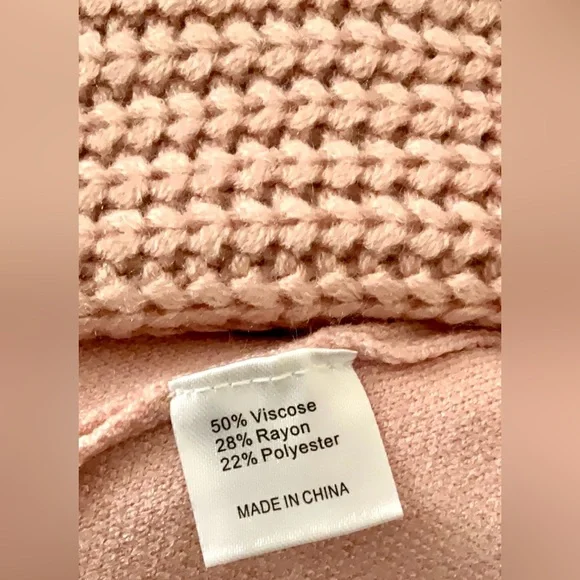 50% Viscose
28% Rayon
22% Polyester
MADE IN CHINA